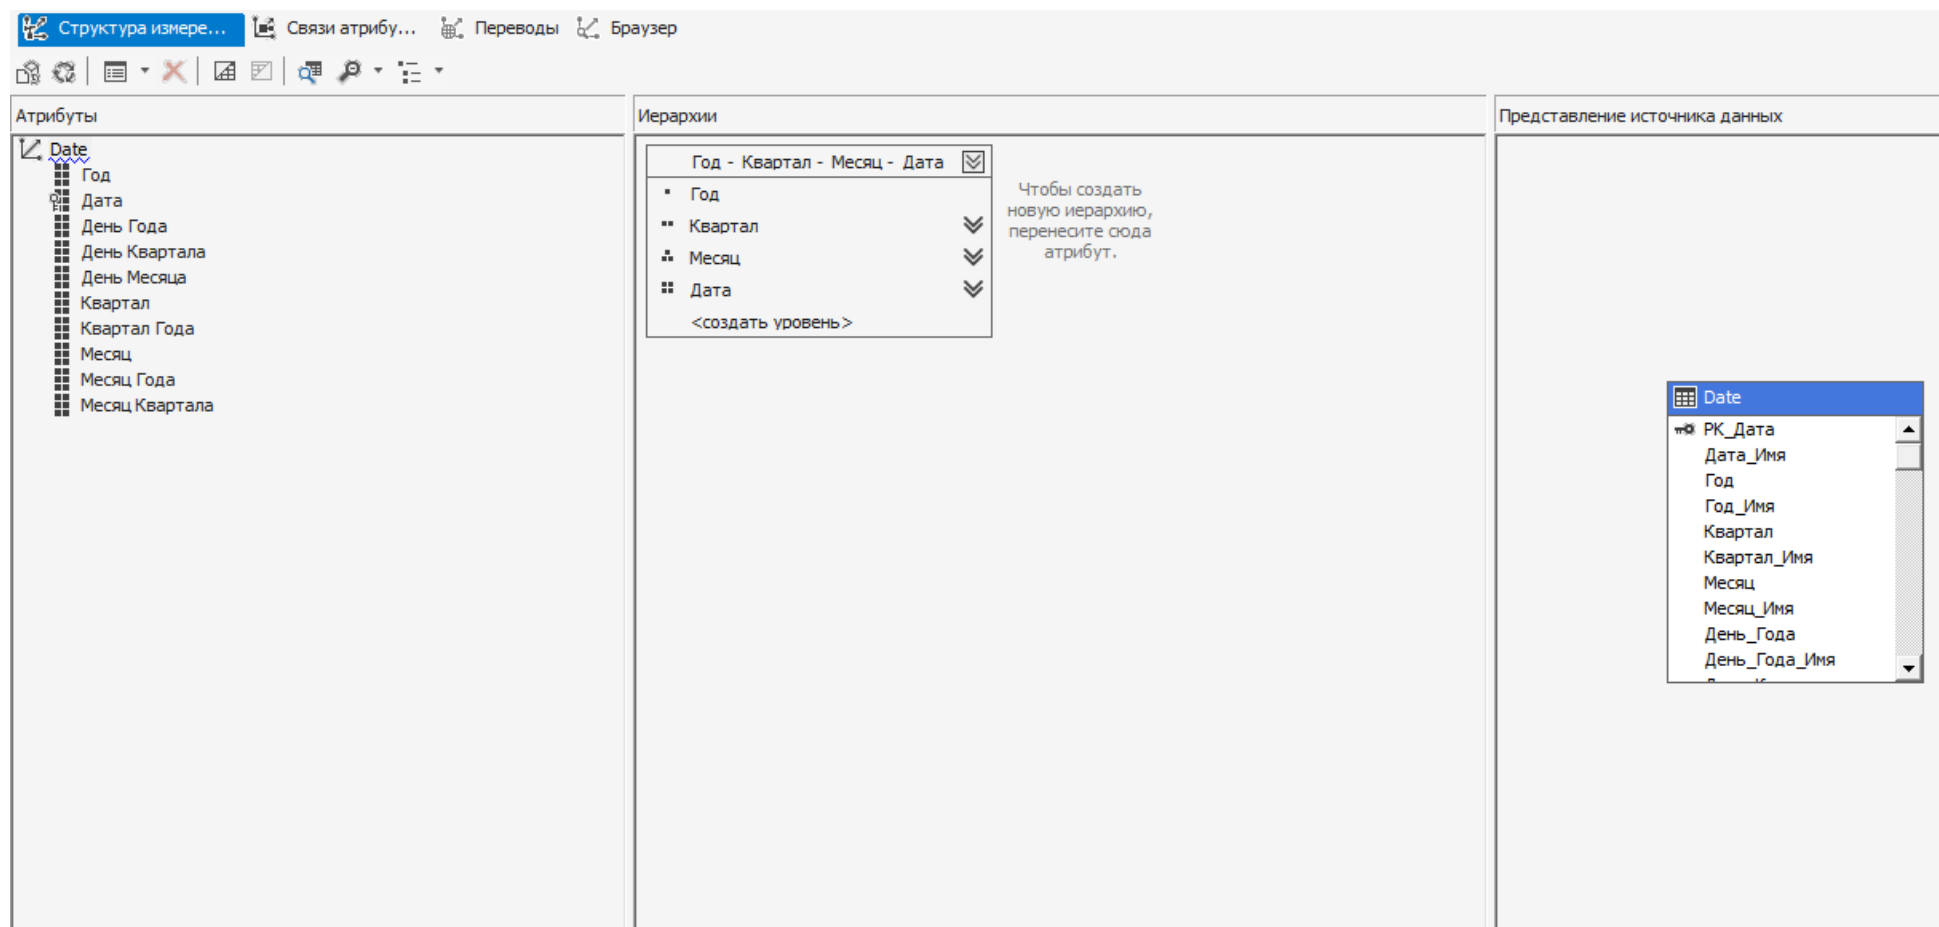 Структура измере... Связи атрибу... Переводы Браузер
Атрибуты
Date
Год
Дата
День Года
День Квартала
День Месяца
Квартал
Квартал Года
Месяц
Месяц Года
Месяц Квартала
Иерархии
Год - Квартал - Месяц - Дата
Год
Квартал
Месяц
Дата
<создать уровень>
Чтобы создать
новую иерархию,
перенесите сюда
атрибут.
Представление источника данных
Date
PK_Дата
Дата_Имя
Год
Год_Имя
Квартал
Квартал_Имя
Месяц
Месяц_Имя
День_Года
День_Года_Имя